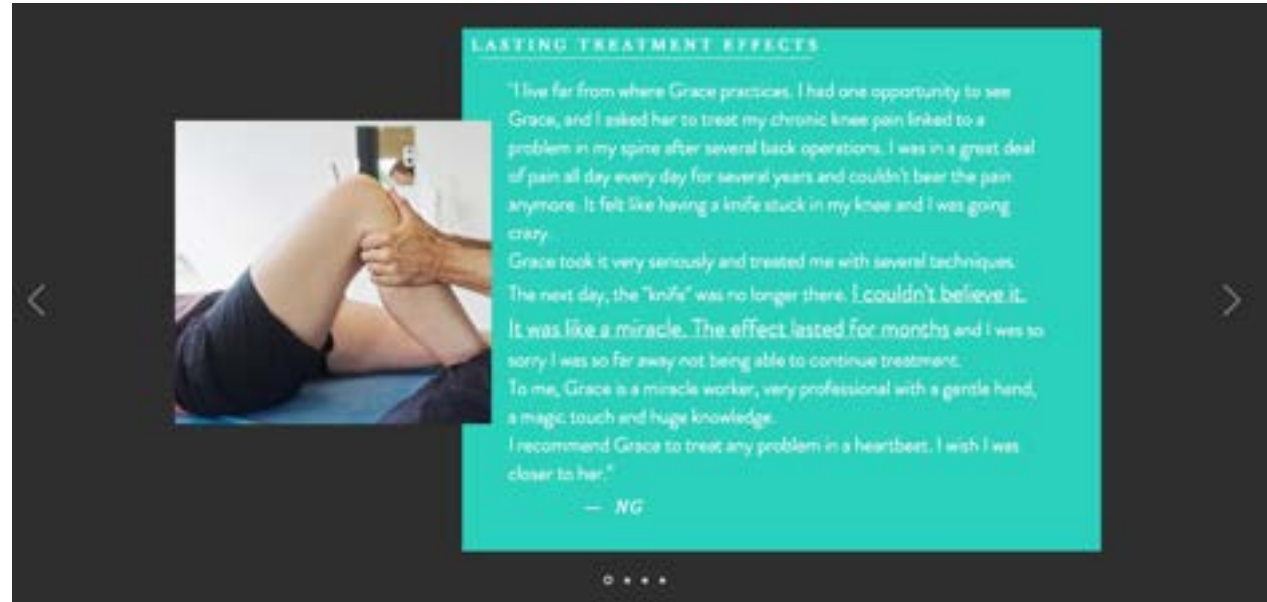 LASTING TREATMENT EFFECTS
"I live far from where Grace practices. I had one opportunity to see
Grace, and I asked her to treat my chronic knee pain linked to a
problem in my spine after several back operations. I was in a great deal
of pain all day every day for several years and couldn't bear the pain
anymore. It felt like having a knife stuck in my knee and I was going
crazy.
Grace took it very seriously and treated me with several techniques.
The next day, the "knife" was no longer there. I couldn't believe it.
It was like a miracle. The effect lasted for months and I was so
sorry I was so far away not being able to continue treatment.
To me, Grace is a miracle worker, very professional with a gentle hand,
a magic touch and huge knowledge.
I recommend Grace to treat any problem in a heartbeat. I wish I was
closer to her."
— NG